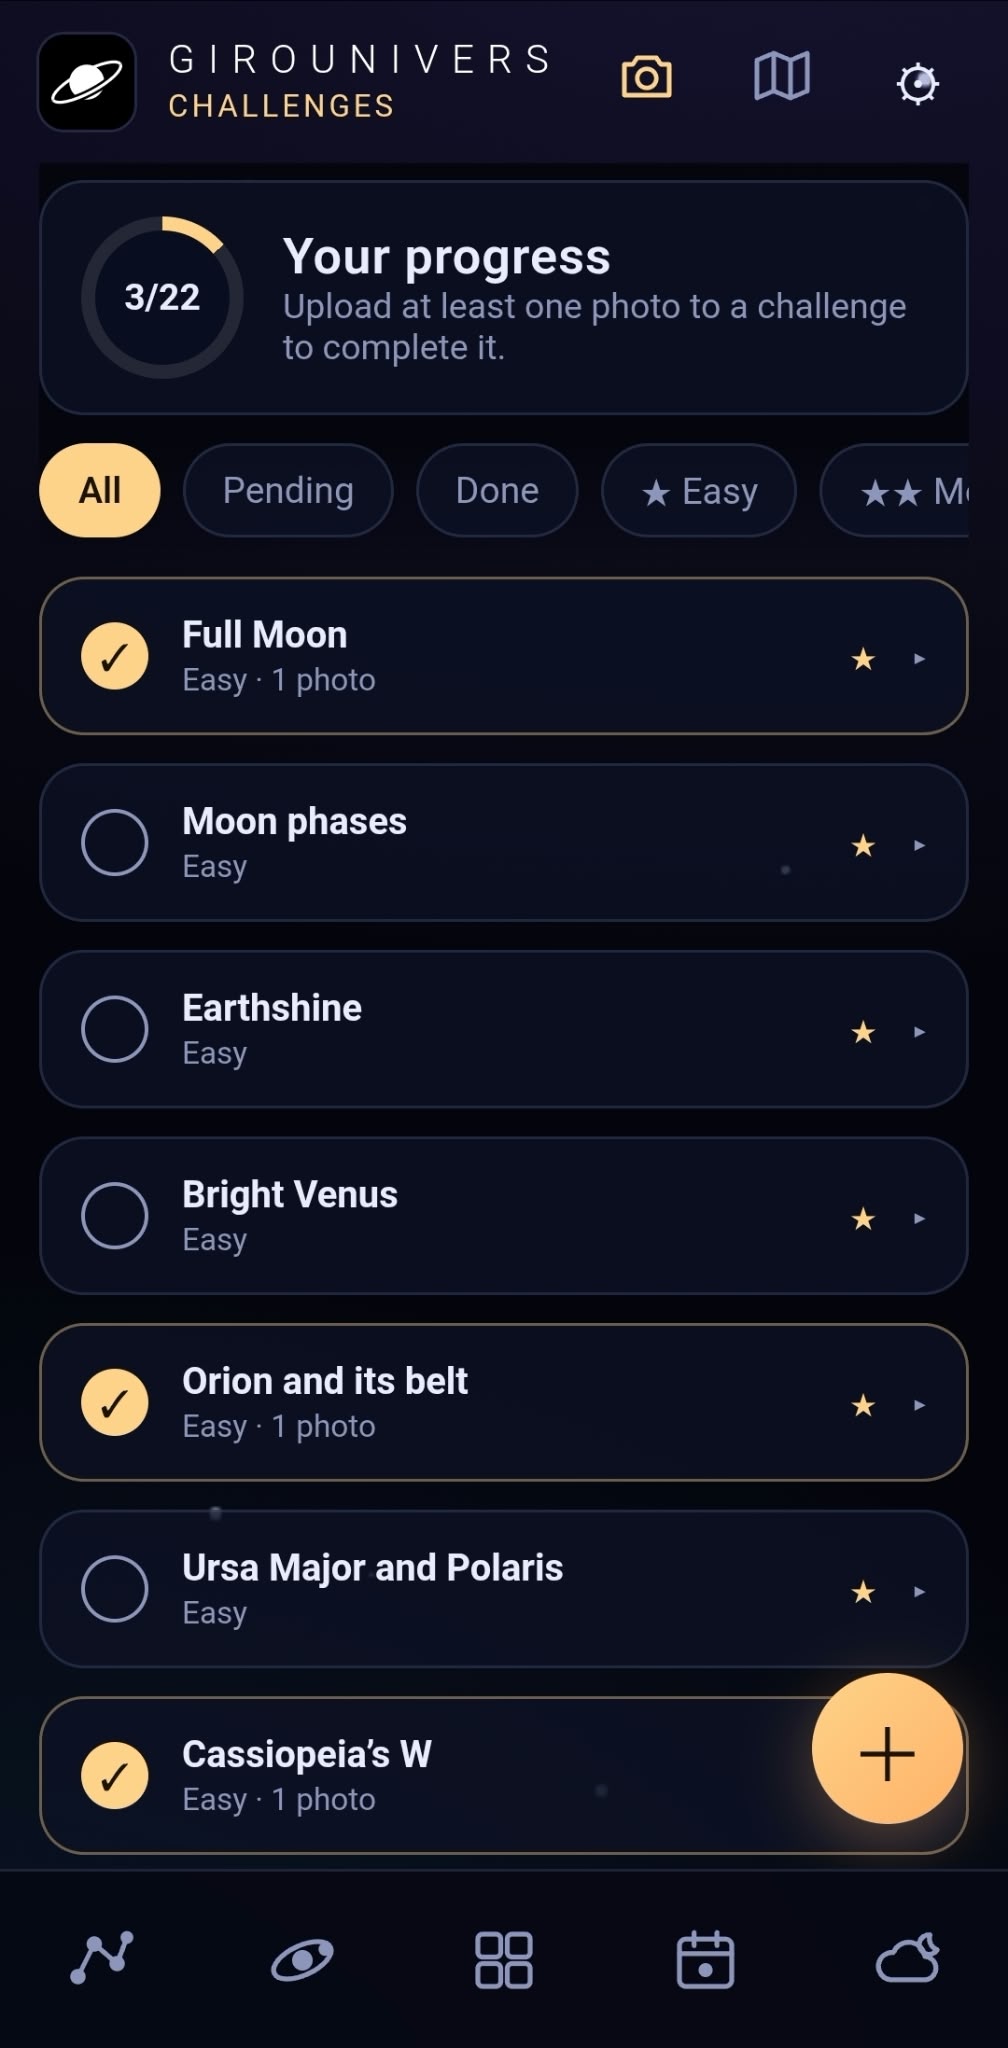 GIROUNIVERS
CHALLENGES
3/22
Your progress
Upload at least one photo to a challenge
to complete it.
All
Pending
Done
★ Easy
★★ Mo
Full Moon
Easy · 1 photo
Moon phases
Easy
Earthshine
Easy
Bright Venus
Easy
Orion and its belt
Easy · 1 photo
Ursa Major and Polaris
Easy
Cassiopeia’s W
Easy · 1 photo